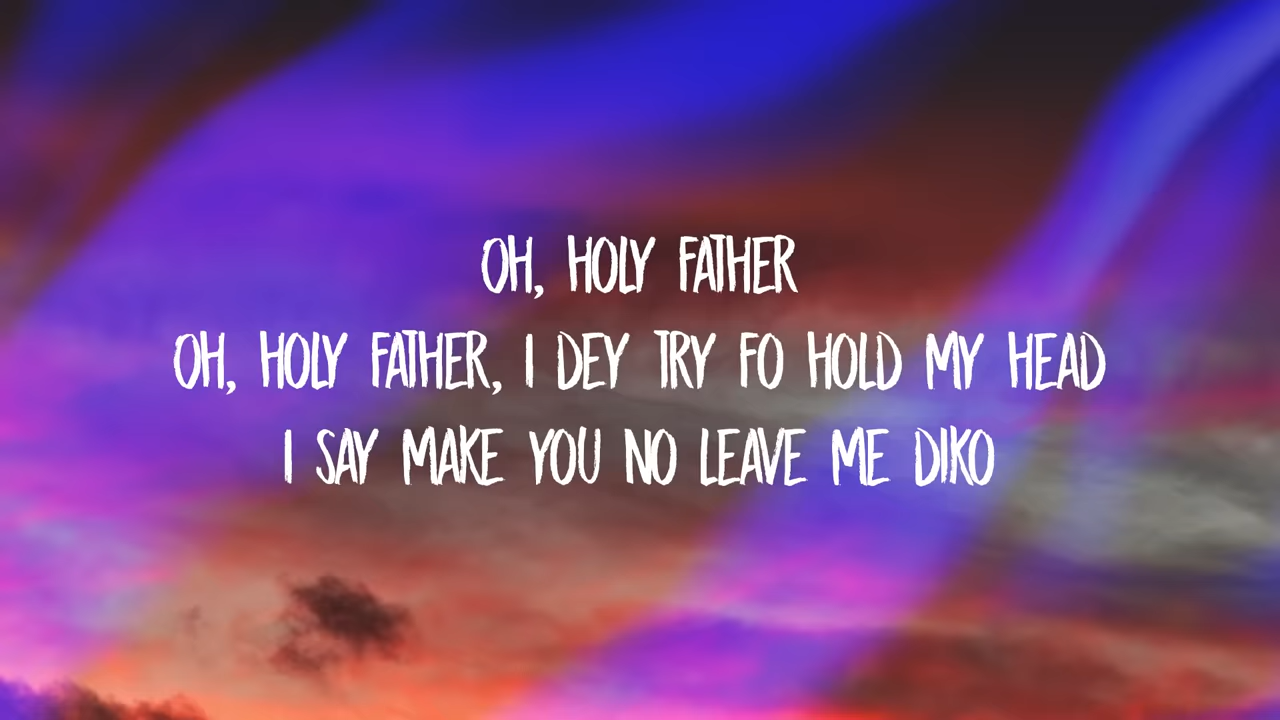 OH, HOLY FATHER
OH, HOLY FATHER, I DEY TRY FO HOLD MY HEAD
I SAY MAKE YOU NO LEAVE ME DIKO